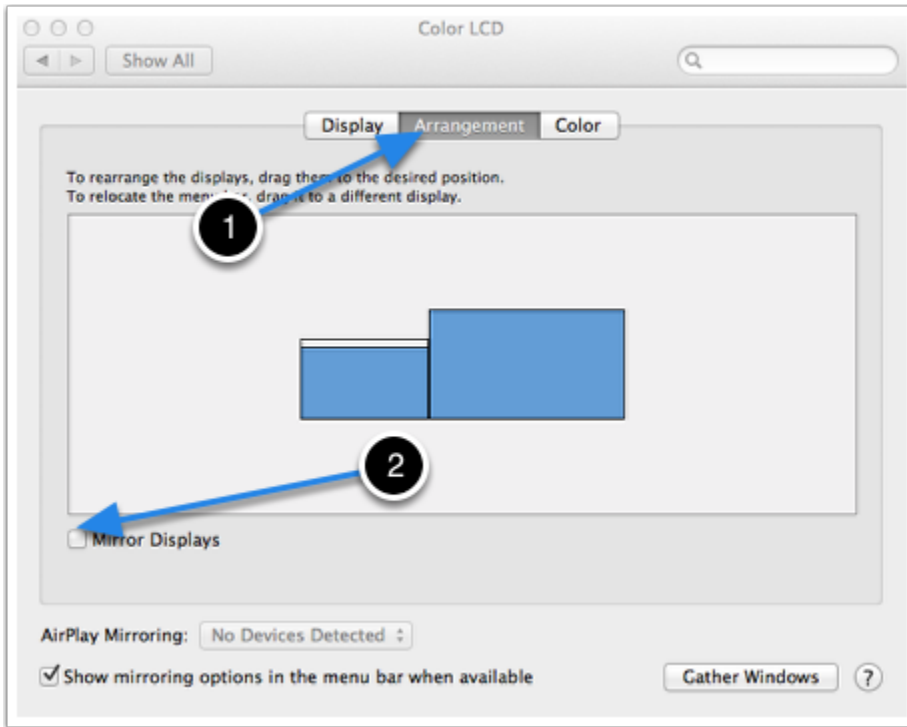 Color LCD
Show All
Display Arrangement Color
To rearrange the displays, drag them to the desired position.
To relocate the menu bar, drag it to a different display.
1
2
Mirror Displays
AirPlay Mirroring: No Devices Detected
Show mirroring options in the menu bar when available
Gather Windows ?